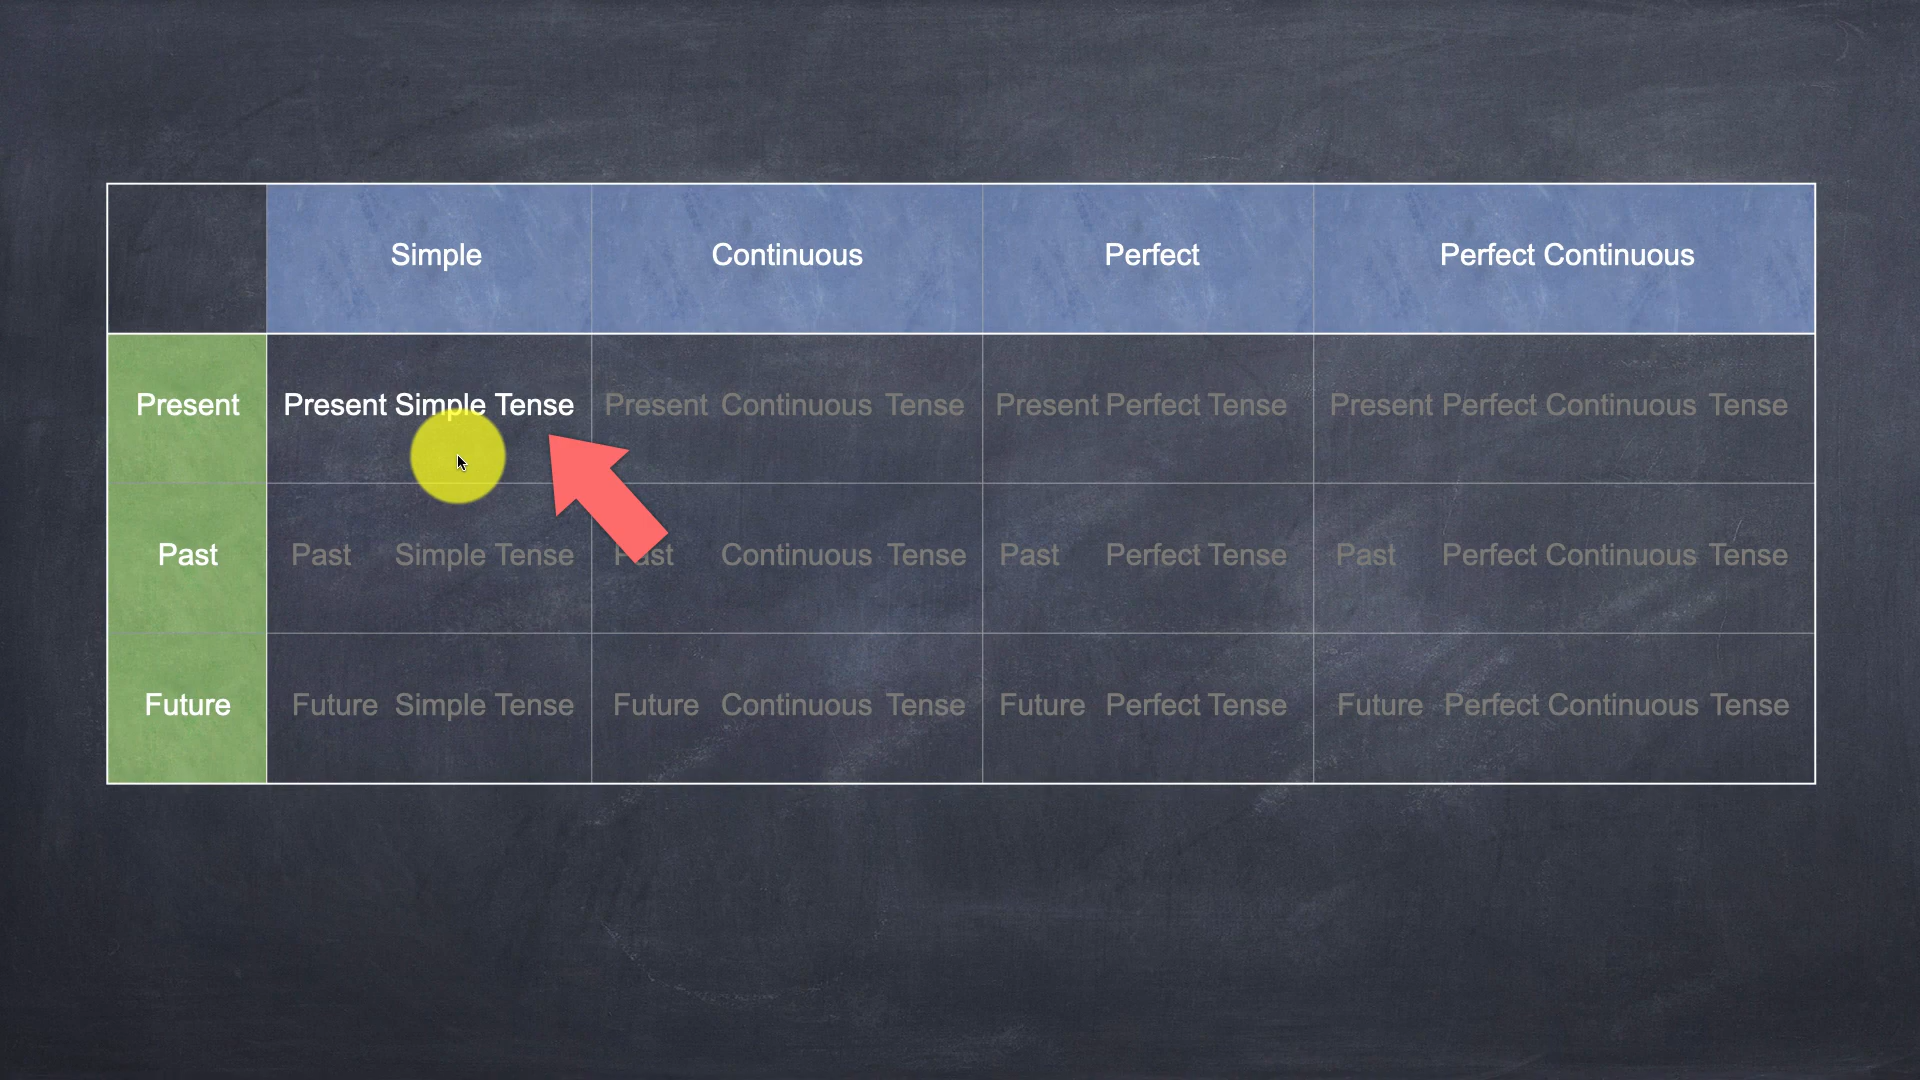 Simple Continuous Perfect Perfect Continuous
Present Present Simple Tense Present Continuous Tense Present Perfect Tense Present Perfect Continuous Tense
Past Past Simple Tense Past Continuous Tense Past Perfect Tense Past Perfect Continuous Tense
Future Future Simple Tense Future Continuous Tense Future Perfect Tense Future Perfect Continuous Tense